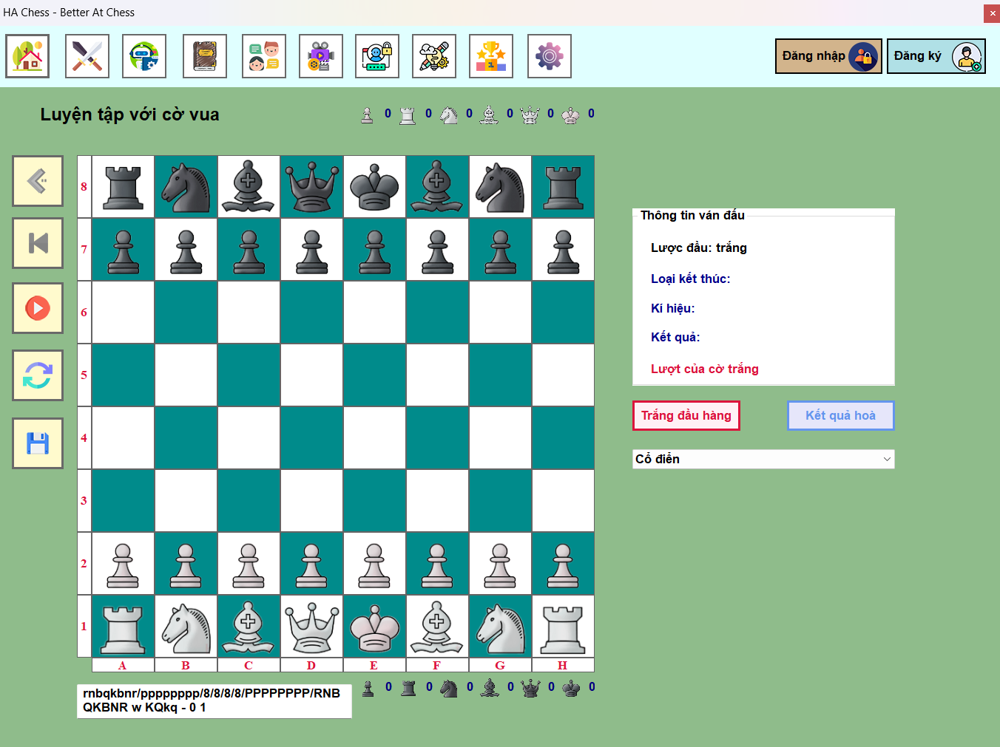 HA Chess - Better At Chess
Đăng nhập
Đăng ký
Luyện tập với cờ vua
0 0 0 0 0 0
8
7
6
5
4
3
2
1
A B C D E F G H
0 0 0 0 0 0
rnbqkbnr/pppppppp/8/8/8/8/PPPPPPPP/RNB
QKBNR w KQkq - 0 1
Thông tin ván đấu
Lược đầu: trắng
Loại kết thúc:
Kí hiệu:
Kết quả:
Lượt của cờ trắng
Trắng đầu hàng
Kết quả hoà
Cổ điển